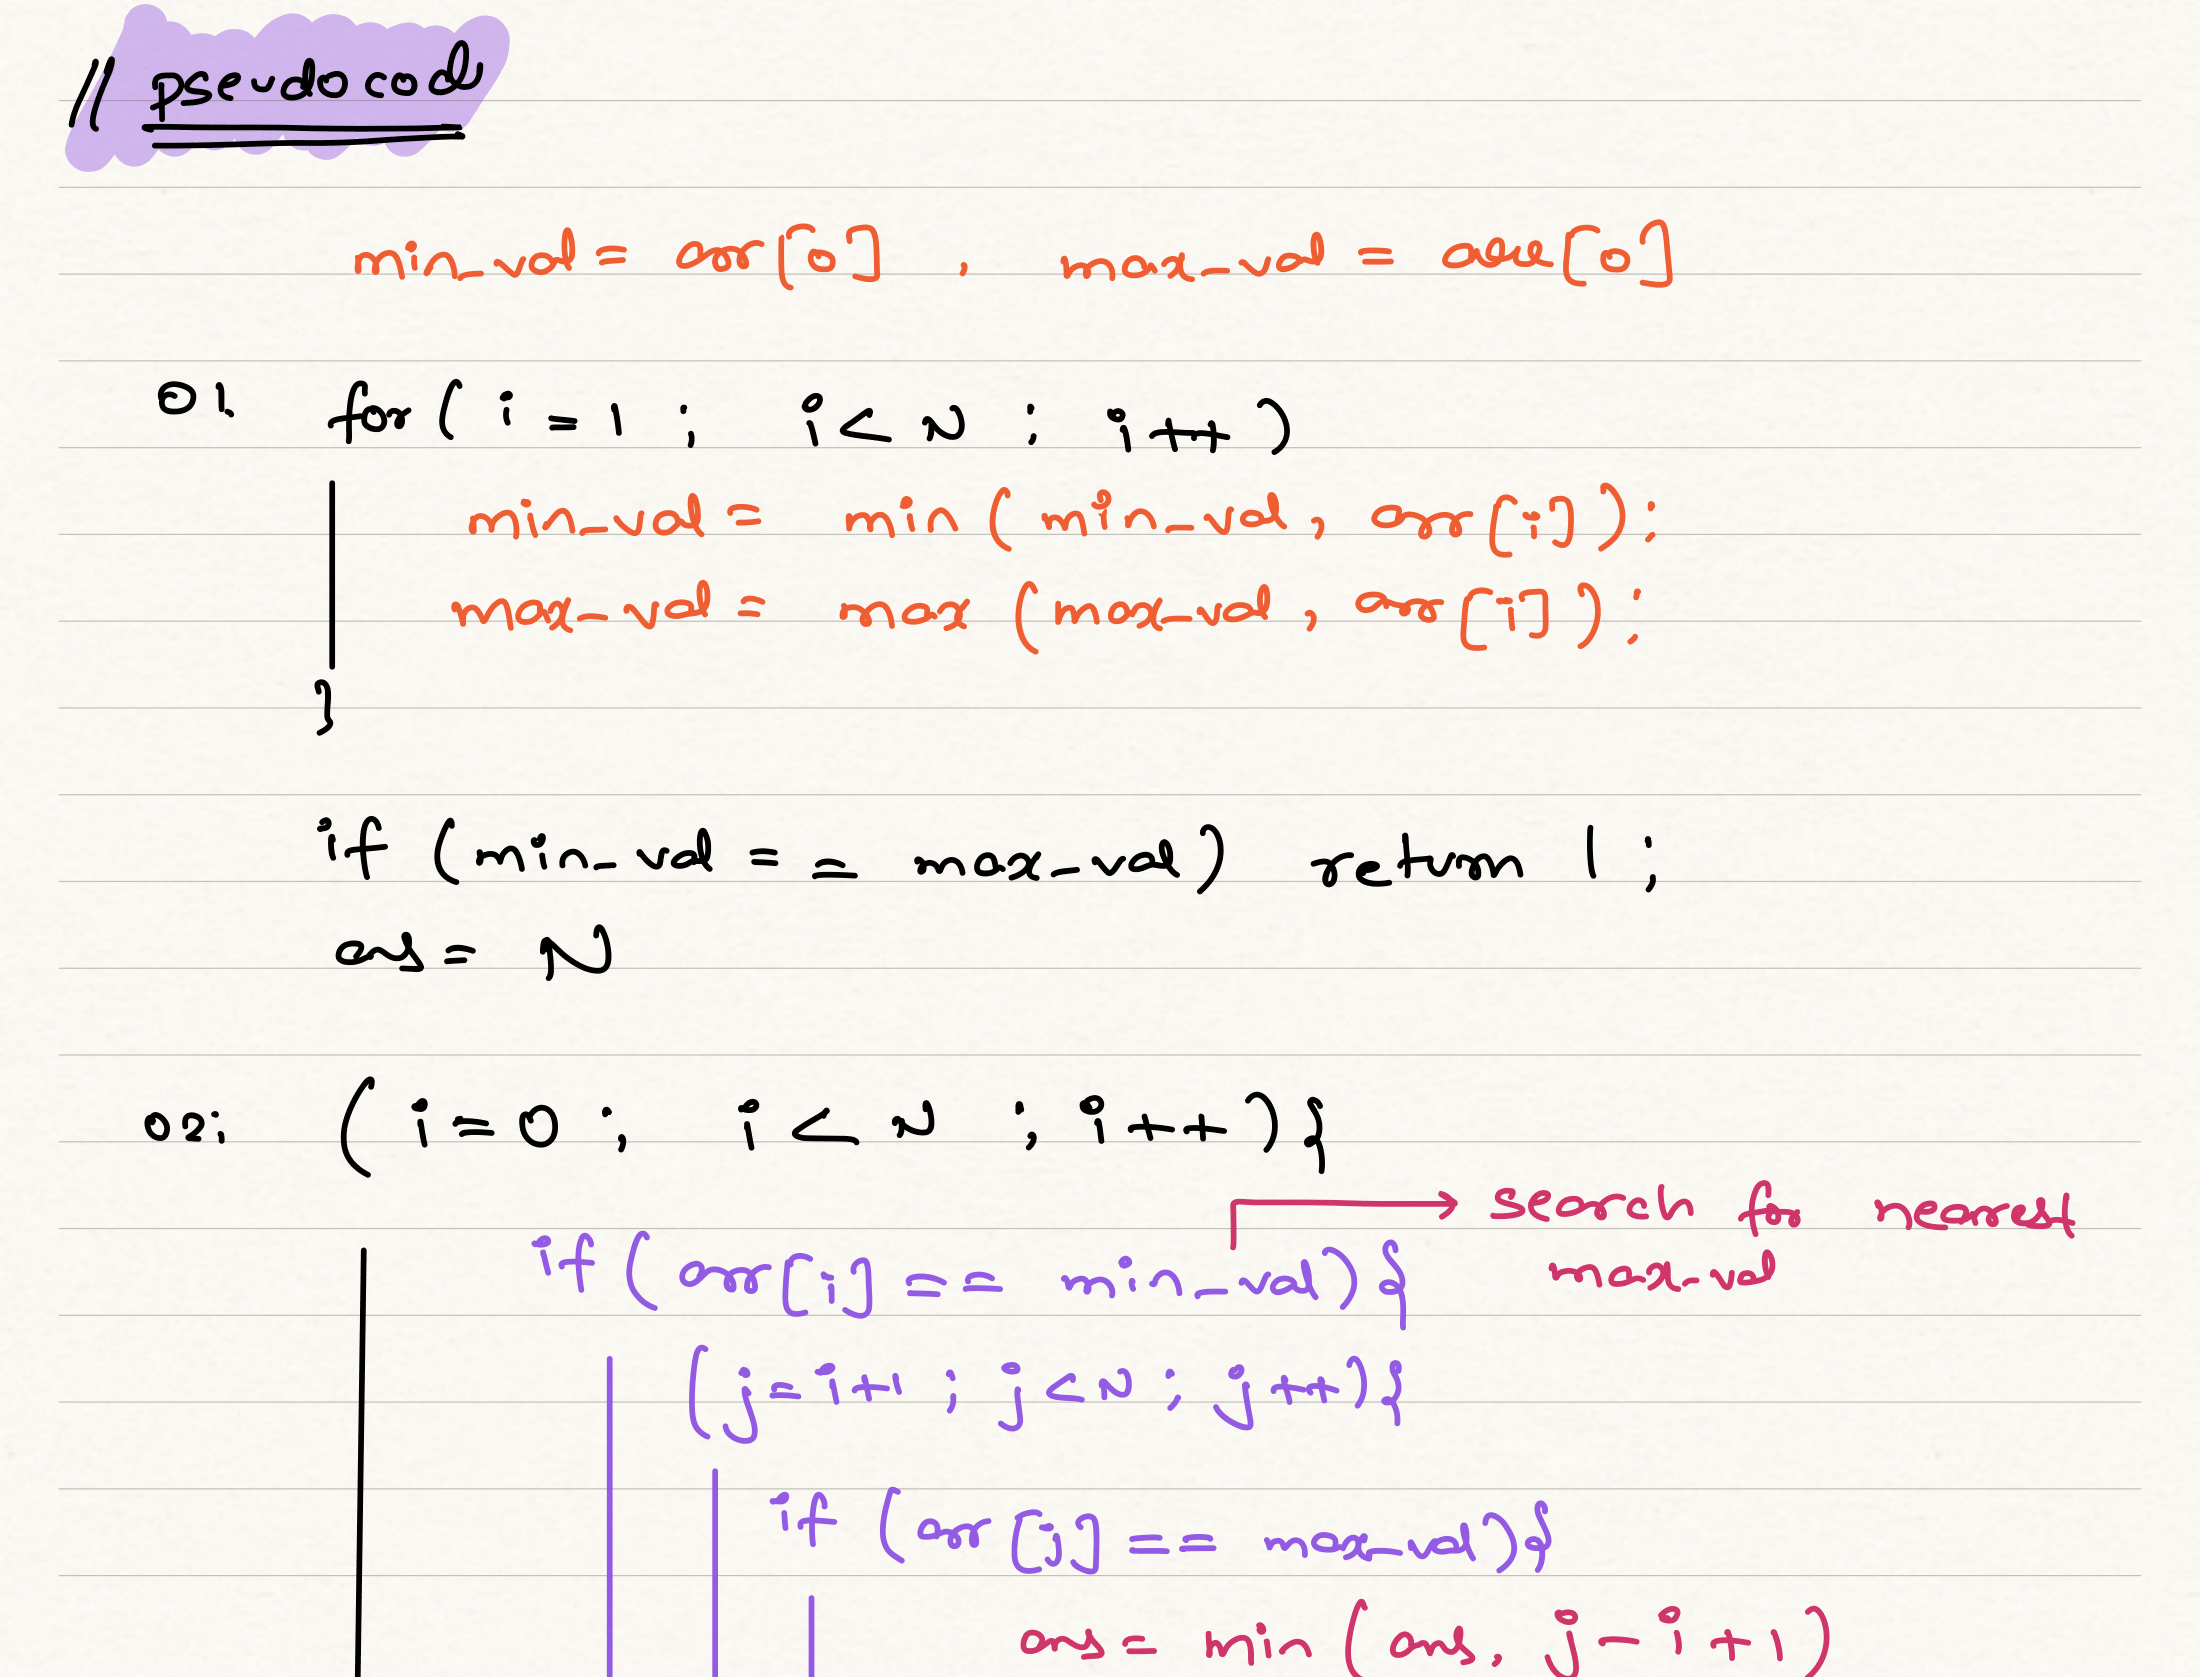 // pseudo cod
min_val = arr[0] , max_val = arr[0]
01. for( i = 1 ; i < N ; i++ )
min_val = min ( min_val, arr[i] );
max_val = max (max_val, arr[i] );
}
if (min_val == max_val) return 1 ;
ans = N
02: ( i=0 ; i < N ; i++ ){
search for nearest
max_val
if ( arr[i] == min_val){
(j=i+1 ; j<N ; j++){
if (arr[j] == max_val){
ans = min (ans, j-i+1)